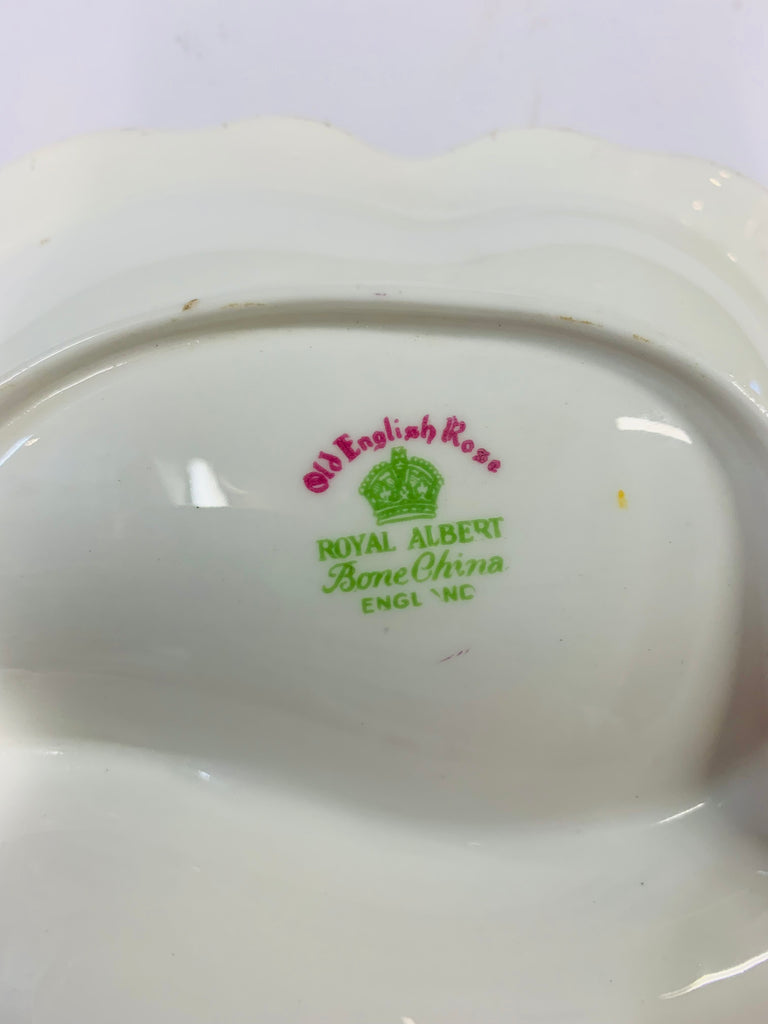 Old English Rose
ROYAL ALBERT
Bone China
ENGLAND